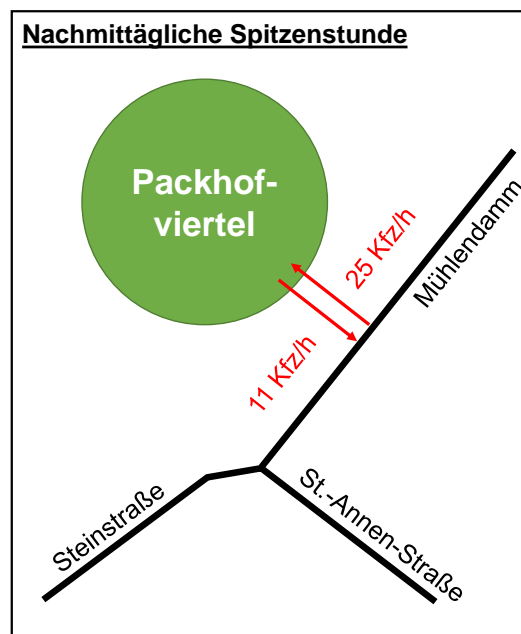 Nachmittägliche Spitzenstunde
Packhof-
viertel
25 Kfz/h
Mühlendamm
11 Kfz/h
Steinstraße
St.-Annen-Straße